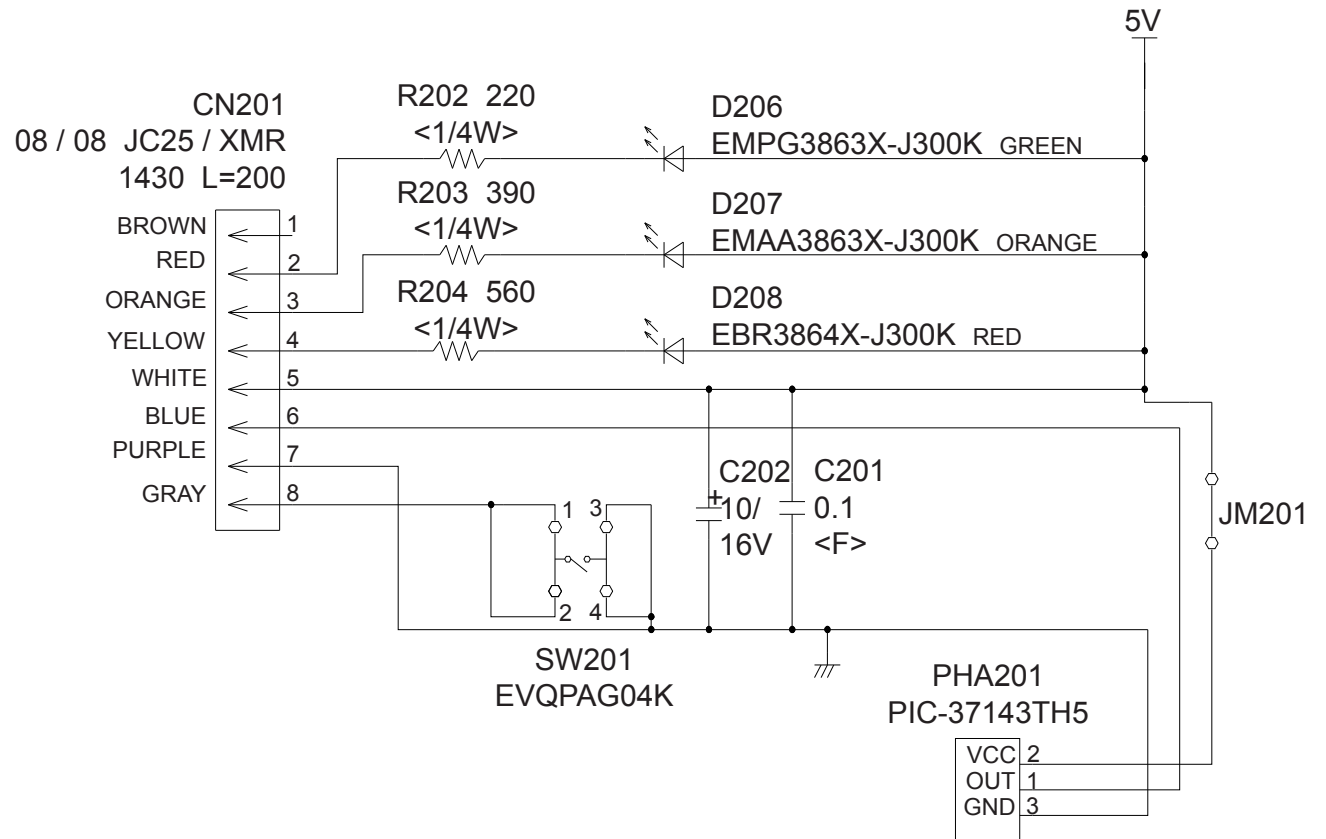 5V
CN201
08 / 08 JC25 / XMR
1430 L=200
R202 220
<1/4W>
D206
EMPG3863X-J300K GREEN
R203 390
<1/4W>
D207
EMAA3863X-J300K ORANGE
R204 560
<1/4W>
D208
EBR3864X-J300K RED
BROWN 1
RED 2
ORANGE 3
YELLOW 4
WHITE 5
BLUE 6
PURPLE 7
GRAY 8
1 3
2 4
SW201
EVQPAG04K
C202
+
10/
16V
C201
0.1
<F>
JM201
PHA201
PIC-37143TH5
VCC 2
OUT 1
GND 3